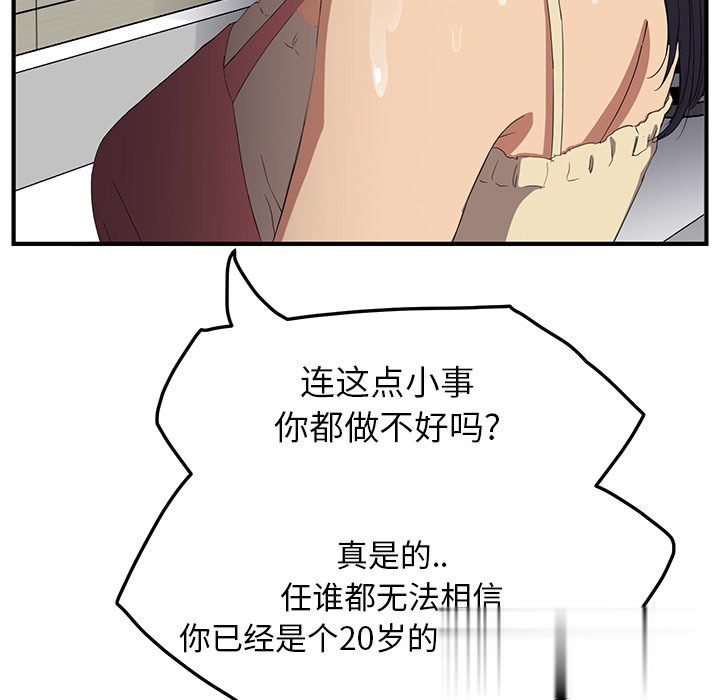 连这点小事
你都做不好吗?
真是的..
任谁都无法相信
你已经是个20岁的